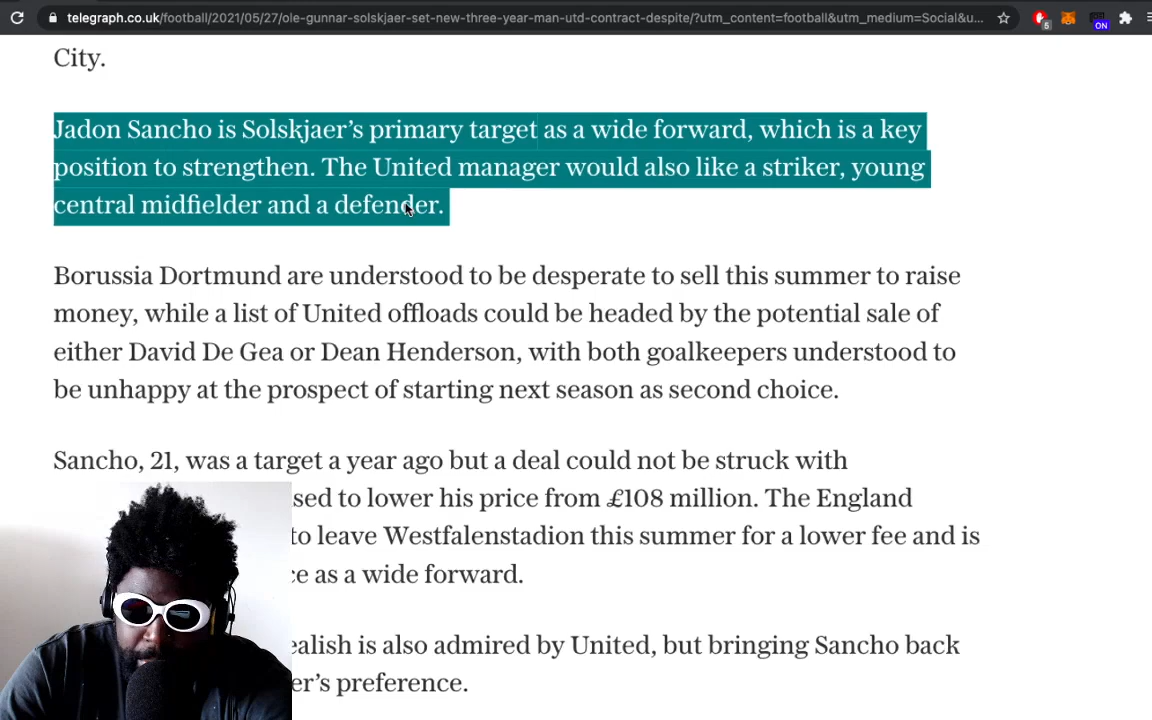 telegraph.co.uk/football/2021/05/27/ole-gunnar-solskjaer-set-new-three-year-man-utd-contract-despite/?utm_content=football&utm_medium=Social&u...
5
ON
City.
Jadon Sancho is Solskjaer’s primary target as a wide forward, which is a key
position to strengthen. The United manager would also like a striker, young
central midfielder and a defender.
Borussia Dortmund are understood to be desperate to sell this summer to raise
money, while a list of United offloads could be headed by the potential sale of
either David De Gea or Dean Henderson, with both goalkeepers understood to
be unhappy at the prospect of starting next season as second choice.
Sancho, 21, was a target a year ago but a deal could not be struck with
sed to lower his price from £108 million. The England
to leave Westfalenstadion this summer for a lower fee and is
ce as a wide forward.
ealish is also admired by United, but bringing Sancho back
er’s preference.